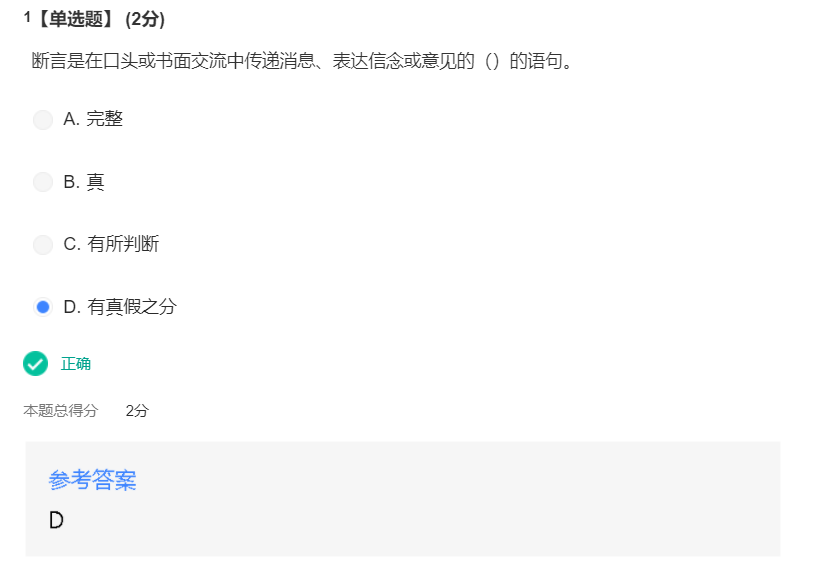 1【单选题】 (2分)
断言是在口头或书面交流中传递消息、表达信念或意见的（）的语句。
A. 完整
B. 真
C. 有所判断
D. 有真假之分
正确
本题总得分 2分
参考答案
D